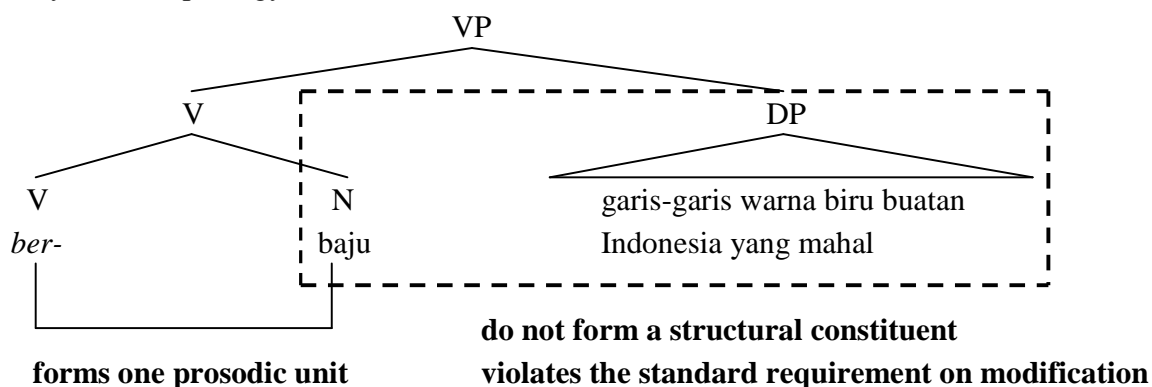 VP
V DP
V N garis-garis warna biru buatan
ber- baju Indonesia yang mahal
do not form a structural constituent
forms one prosodic unit violates the standard requirement on modification